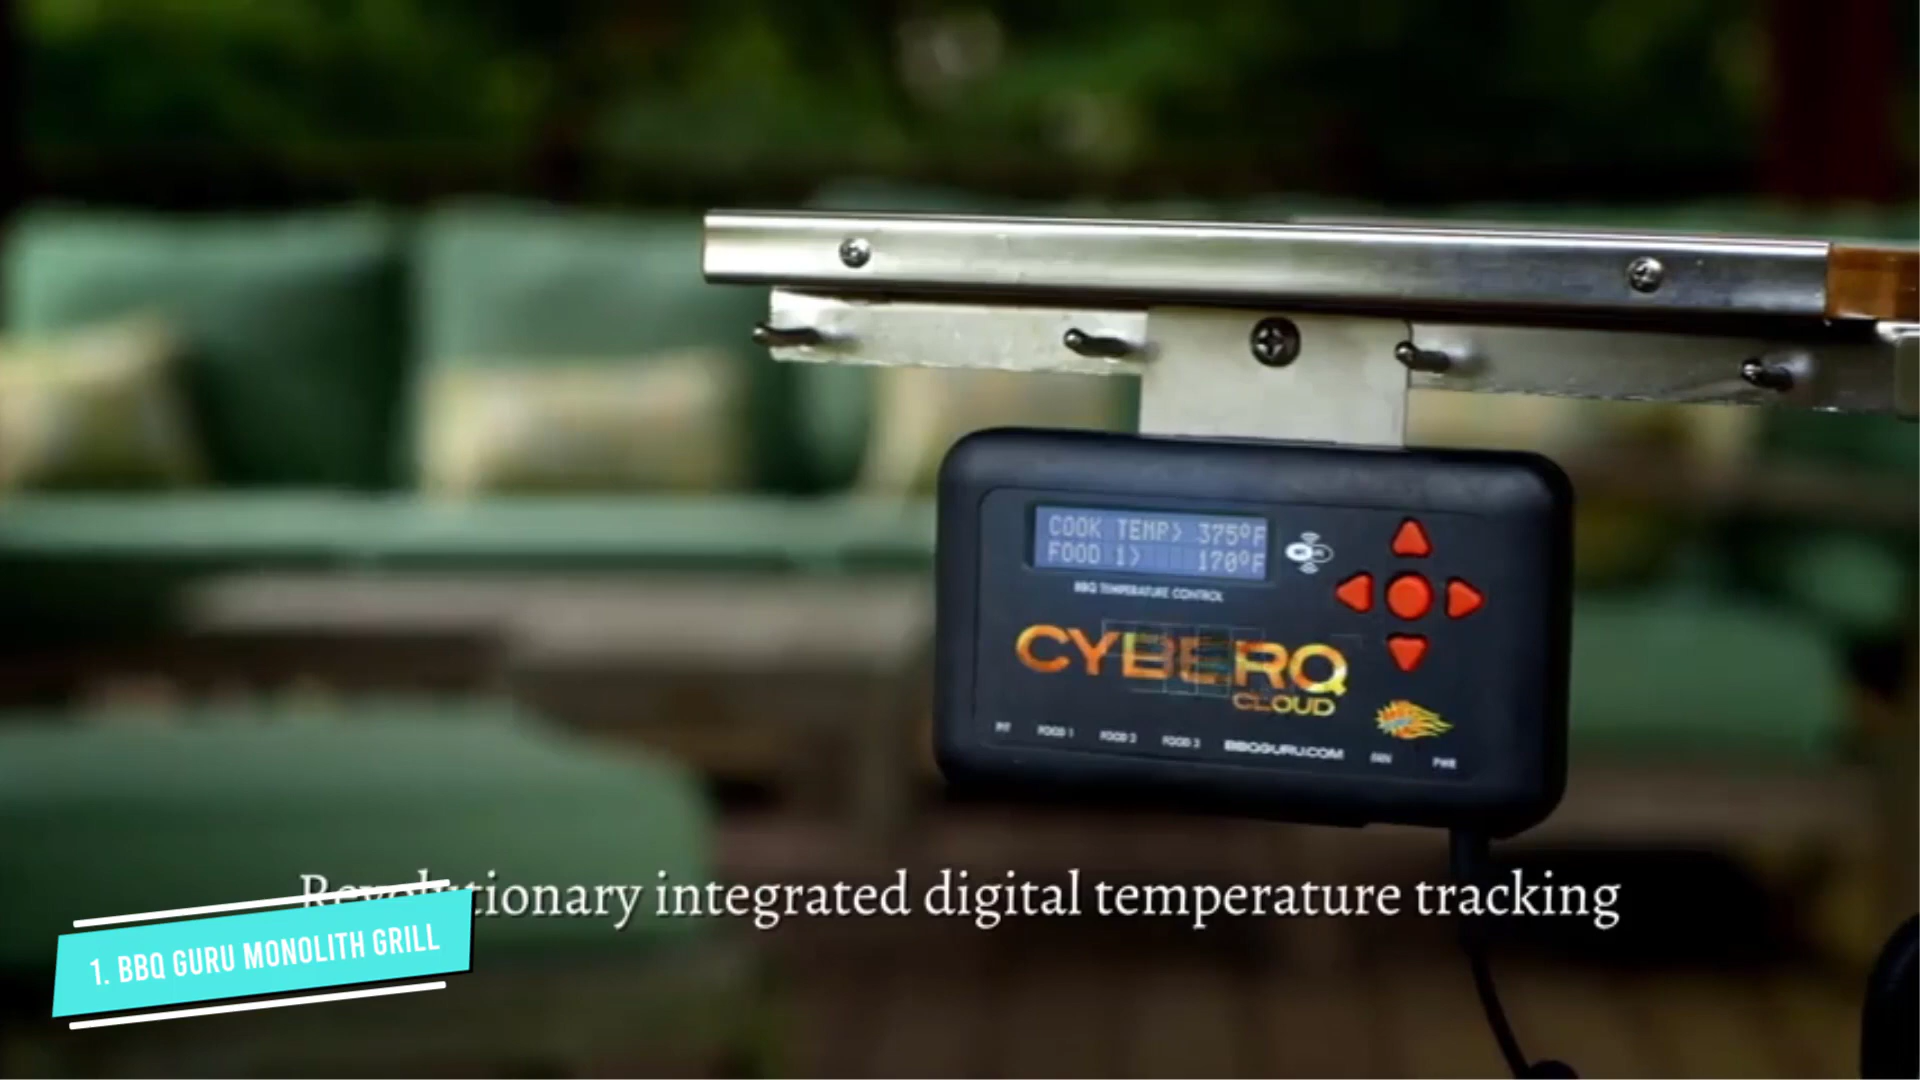 COOK TEMP> 375°F
FOOD 1> 170°F
BBQ TEMPERATURE CONTROL
CYBERQ
CLOUD
PIT FOOD 1 FOOD 2 FOOD 3 BBQGURU.COM FAN PWR
Revolutionary integrated digital temperature tracking
1. BBQ GURU MONOLITH GRILL